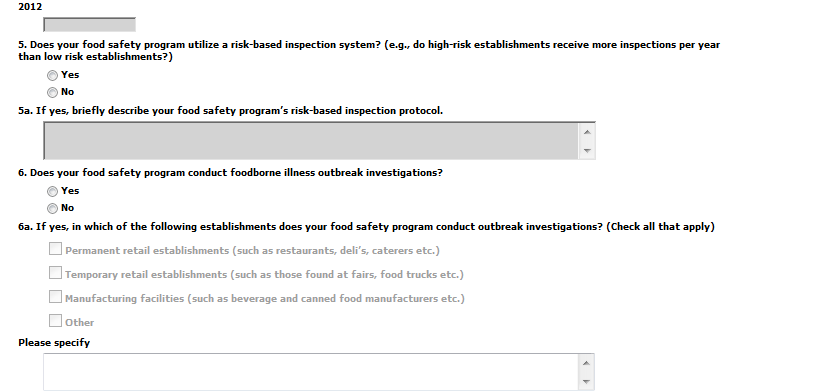 2012
5. Does your food safety program utilize a risk-based inspection system? (e.g., do high-risk establishments receive more inspections per year
than low risk establishments?)
Yes
No
5a. If yes, briefly describe your food safety program's risk-based inspection protocol.
6. Does your food safety program conduct foodborne illness outbreak investigations?
Yes
No
6a. If yes, in which of the following establishments does your food safety program conduct outbreak investigations? (Check all that apply)
Permanent retail establishments (such as restaurants, deli's, caterers etc.)
Temporary retail establishments (such as those found at fairs, food trucks etc.)
Manufacturing facilities (such as beverage and canned food manufacturers etc.)
Other
Please specify